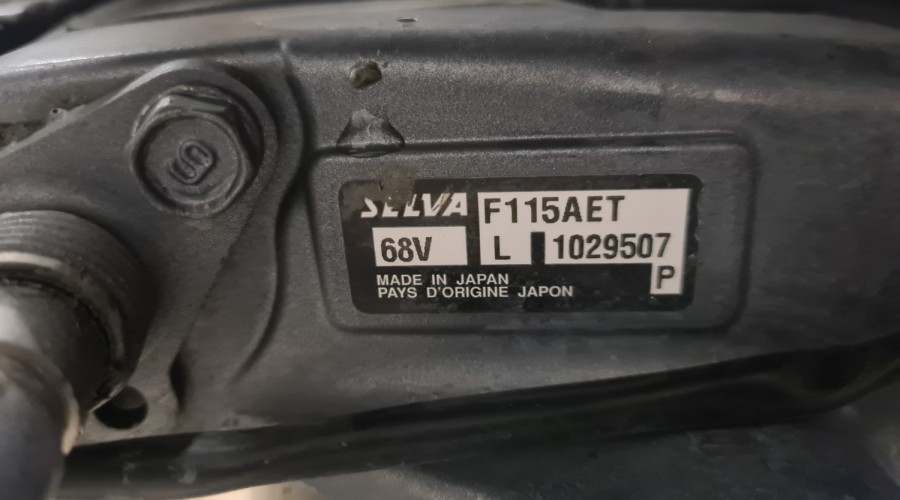 SELVA F115AET
68V L 1029507
P
MADE IN JAPAN
PAYS D'ORIGINE JAPON